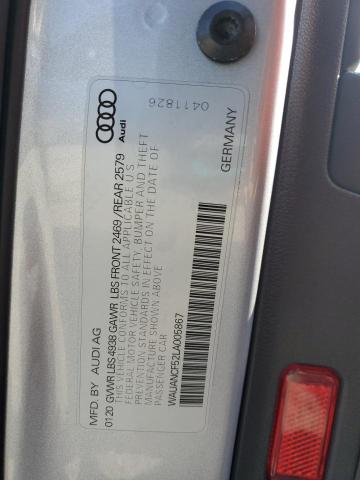 Audi
0411826
MFD. BY AUDI AG
GERMANY
0120 GVWR LBS 4938 GAWR LBS FRONT 2469 / REAR 2579
THIS VEHICLE CONFORMS TO ALL APPLICABLE U S
FEDERAL MOTOR VEHICLE SAFETY, BUMPER AND THEFT
PREVENTION STANDARDS IN EFFECT ON THE DATE OF
MANUFACTURE SHOWN ABOVE
PASSENGER CAR
WAUANCF52LA005867